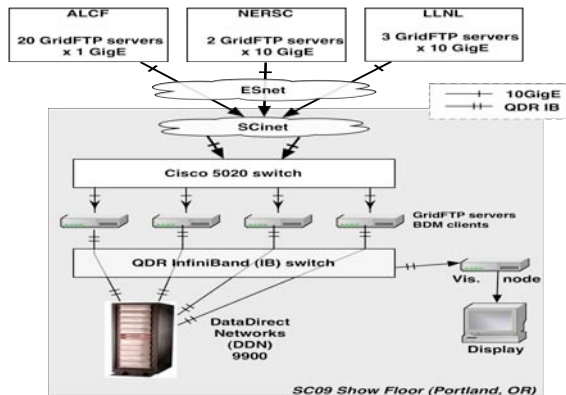 ALCF
20 GridFTP servers
x 1 GigE
NERSC
2 GridFTP servers
x 10 GigE
LLNL
3 GridFTP servers
x 10 GigE
ESnet
10GigE
QDR IB
SCinet
Cisco 5020 switch
GridFTP servers
BDM clients
QDR InfiniBand (IB) switch
Vis. node
DataDirect
Networks
(DDN)
9900
Display
SC09 Show Floor (Portland, OR)